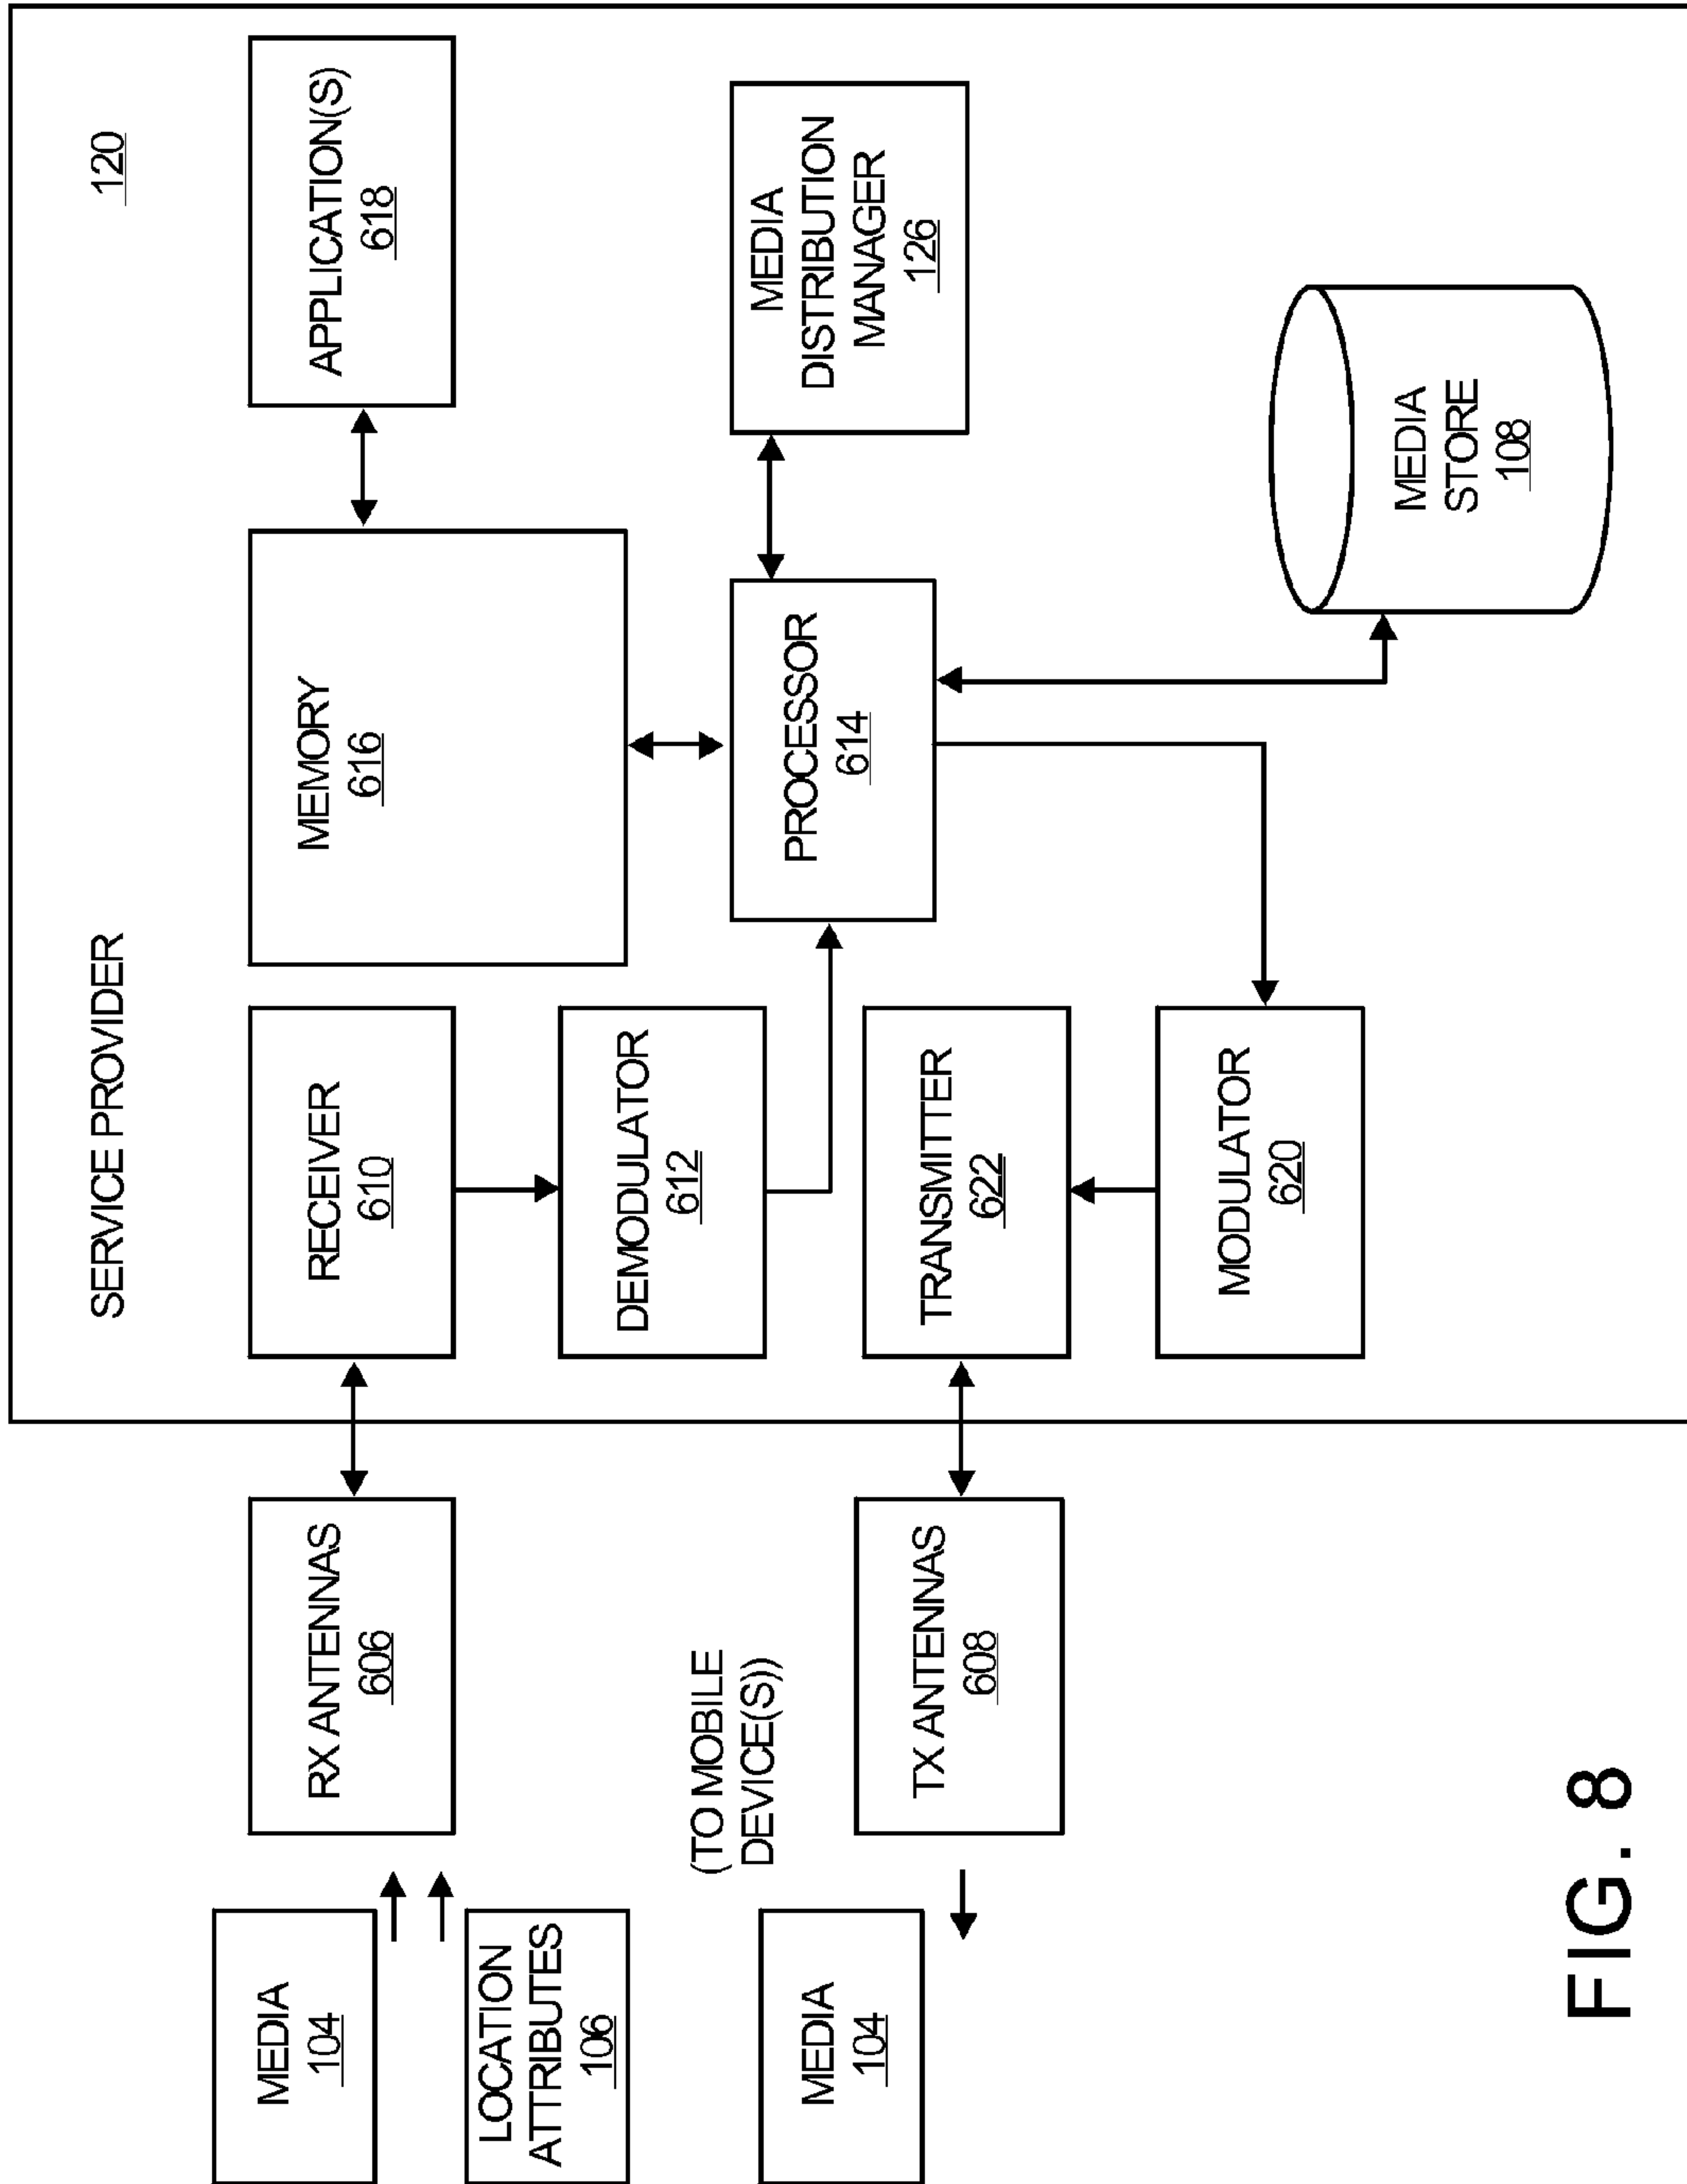 SERVICE PROVIDER
120
MEDIA
104
LOCATION
ATTRIBUTES
106
RX ANTENNAS
606
RECEIVER
610
MEMORY
616
APPLICATION(S)
618
DEMODULATOR
612
PROCESSOR
614
MEDIA
DISTRIBUTION
MANAGER
126
(TO MOBILE
DEVICE(S))
MEDIA
104
TX ANTENNAS
608
TRANSMITTER
622
MODULATOR
620
MEDIA
STORE
108
FIG. 8